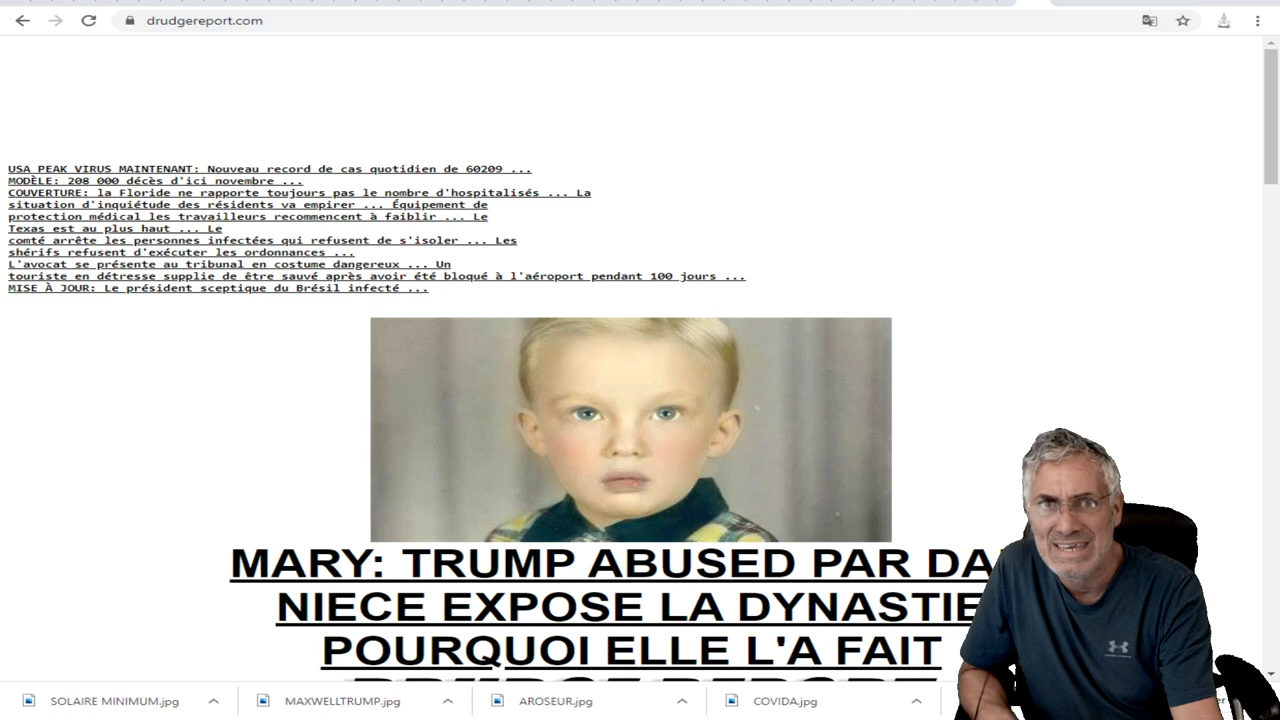 drudgereport.com
USA PEAK VIRUS MAINTENANT: Nouveau record de cas quotidien de 60209 ...
MODÈLE: 208 000 décès d'ici novembre ...
COUVERTURE: la Floride ne rapporte toujours pas le nombre d'hospitalisés ... La
situation d'inquiétude des résidents va empirer ... Équipement de
protection médical les travailleurs recommencent à faiblir ... Le
Texas est au plus haut ... Le
comté arrête les personnes infectées qui refusent de s'isoler ... Les
shérifs refusent d'exécuter les ordonnances ...
L'avocat se présente au tribunal en costume dangereux ... Un
touriste en détresse supplie de être sauvé après avoir été bloqué à l'aéroport pendant 100 jours ...
MISE À JOUR: Le président sceptique du Brésil infecté ...
MARY: TRUMP ABUSED PAR
NIECE EXPOSE LA DYNASTIE
POURQUOI ELLE L'A FAIT
SOLAIRE MINIMUM.jpg
MAXWELLTRUMP.jpg
AROSEUR.jpg
COVIDA.jpg